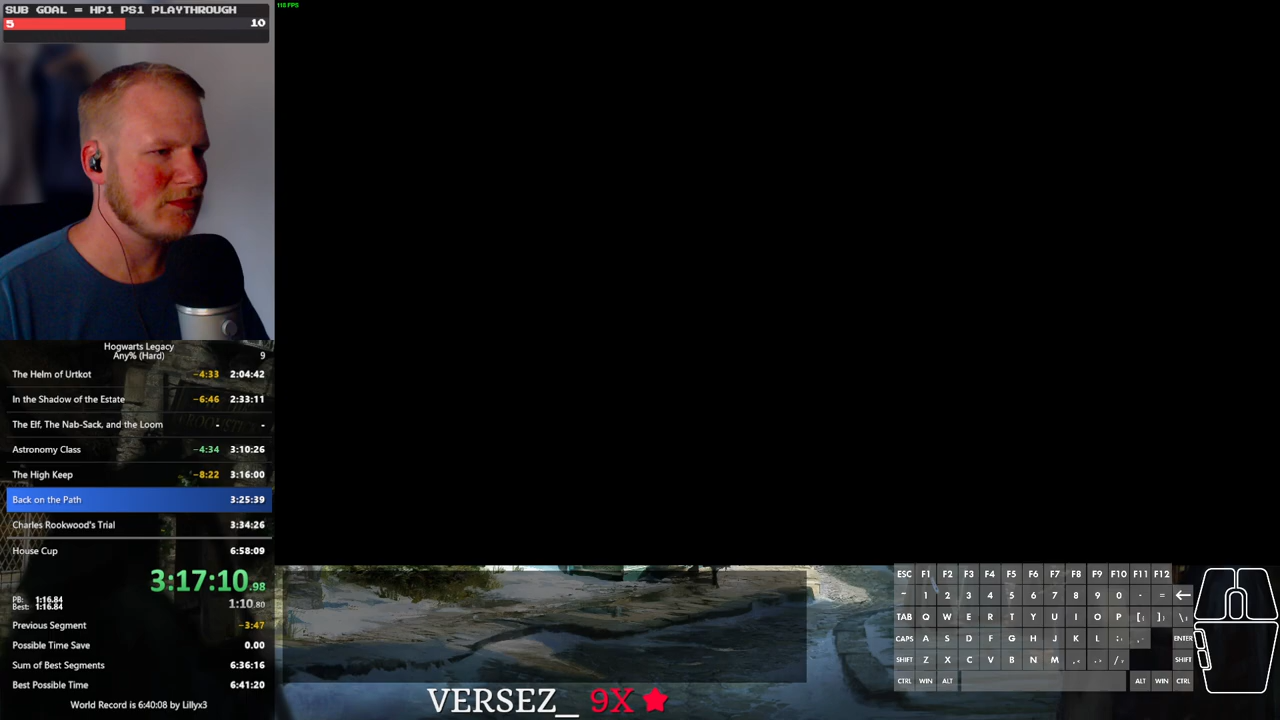 SUB GOAL = HP1 PS1 PLAYTHROUGH
5 10
118 FPS
Hogwarts Legacy
Any% (Hard) 9
The Helm of Urtkot -4:33 2:04:42
In the Shadow of the Estate -6:46 2:33:11
The Elf, The Nab-Sack, and the Loom - -
Astronomy Class -4:34 3:10:26
The High Keep -8:22 3:16:00
Back on the Path 3:25:39
Charles Rookwood's Trial 3:34:26
House Cup 6:58:09
3:17:10.98
PB: 1:16.84
Best: 1:16.84
1:10.80
Previous Segment -3:47
Possible Time Save 0.00
Sum of Best Segments 6:36:16
Best Possible Time 6:41:20
World Record is 6:40:08 by Lillyx3
VERSEZ_ 9X
ESC F1 F2 F3 F4 F5 F6 F7 F8 F9 F10 F11 F12
1 2 3 4 5 6 7 8 9 0 - =
TAB Q W E R T Y U I O P
CAPS A S D F G H J K L ENTER
SHIFT Z X C V B N M SHIFT
CTRL WIN ALT ALT WIN CTRL